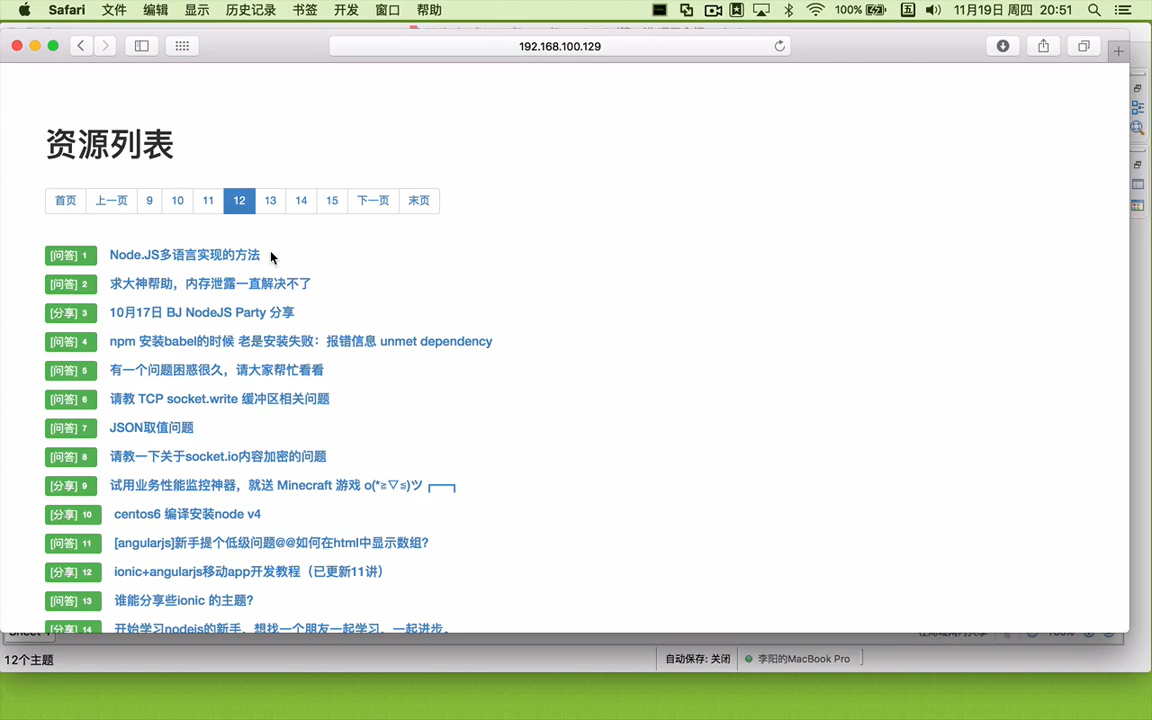 Safari 文件 编辑 显示 历史记录 书签 开发 窗口 帮助 100% 五 11月19日 周四 20:51
192.168.100.129
资源列表
首页 上一页 9 10 11 12 13 14 15 下一页 末页
[问答] 1 Node.JS多语言实现的方法
[问答] 2 求大神帮助，内存泄露一直解决不了
[分享] 3 10月17日 BJ NodeJS Party 分享
[问答] 4 npm 安装babel的时候 老是安装失败：报错信息 unmet dependency
[问答] 5 有一个问题困惑很久，请大家帮忙看看
[问答] 6 请教 TCP socket.write 缓冲区相关问题
[问答] 7 JSON取值问题
[问答] 8 请教一下关于socket.io内容加密的问题
[分享] 9 试用业务性能监控神器，就送 Minecraft 游戏 o(*≧▽≦)ツ ┏━┓
[分享] 10 centos6 编译安装node v4
[问答] 11 [angularjs]新手提个低级问题@@如何在html中显示数组?
[分享] 12 ionic+angularjs移动app开发教程（已更新11讲）
[问答] 13 谁能分享些ionic 的主题?
[分享] 14 开始学习nodejs的新手，想找一个朋友一起学习，一起进步。
12个主题 自动保存: 关闭 李阳的MacBook Pro